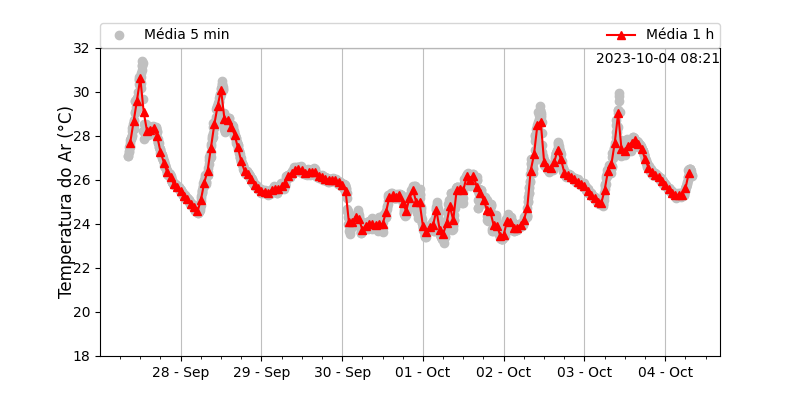 Média 5 min
Média 1 h
2023-10-04 08:21
Temperatura do Ar (°C)
32
30
28
26
24
22
20
18
28 - Sep
29 - Sep
30 - Sep
01 - Oct
02 - Oct
03 - Oct
04 - Oct